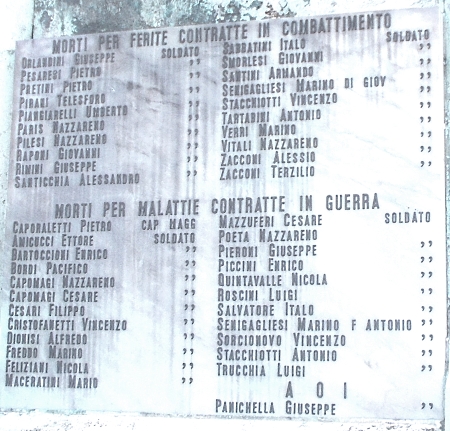 MORTI PER FERITE CONTRATTE IN COMBATTIMENTO
ORLANDINI GIUSEPPE SOLDATO
PESARESI PIETRO ,,
PRETINI PIETRO ,,
PIRANI TELESFORO ,,
PIANGIARELLI UMBERTO ,,
PARIS NAZZARENO ,,
PILESI NAZZARENO ,,
RAPONI GIOVANNI ,,
RIMINI GIUSEPPE ,,
SANTICCHIA ALESSANDRO ,,
SABBATINI ITALO SOLDATO
SMORLESI GIOVANNI ,,
SANTINI ARMANDO ,,
SENIGAGLIESI MARINO DI GIOV ,,
STACCHIOTTI VINCENZO ,,
TARTABINI ANTONIO ,,
VERRI MARINO ,,
VITALI NAZZARENO ,,
ZACCONI ALESSIO ,,
ZACCONI TERZILIO ,,
MORTI PER MALATTIE CONTRATTE IN GUERRA
CAPORALETTI PIETRO CAP MAGG
AMICUCCI ETTORE SOLDATO
BARTOCCIONI ENRICO ,,
BORDI PACIFICO ,,
CAPOMAGI NAZZARENO ,,
CAPOMAGI CESARE ,,
CESARI FILIPPO ,,
CRISTOFANETTI VINCENZO ,,
DIONISI ALFREDO ,,
FREDDO MARINO ,,
FELIZIANI NICOLA ,,
MACERATINI MARIO ,,
MAZZUFERI CESARE SOLDATO
POETA NAZZARENO
PIERONI GIUSEPPE ,,
PICCINI ENRICO ,,
QUINTAVALLE NICOLA ,,
ROSCINI LUIGI ,,
SALVATORE ITALO ,,
SENIGAGLIESI MARINO F ANTONIO ,,
SORCIONOVO VINCENZO ,,
STACCHIOTTI ANTONIO ,,
TRUCCHIA LUIGI ,,
A O I
PANICHELLA GIUSEPPE ,,